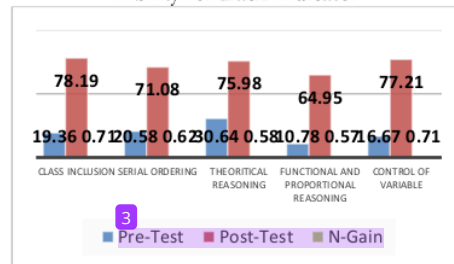 78.19
71.08
75.98
64.95
77.21
19.36 0.71 20.58 0.62 30.64 0.58 10.78 0.57 16.67 0.71
CLASS INCLUSION SERIAL ORDERING THEORITICAL REASONING FUNCTIONAL AND PROPORTIONAL REASONING CONTROL OF VARIABLE
3
Pre-Test Post-Test N-Gain